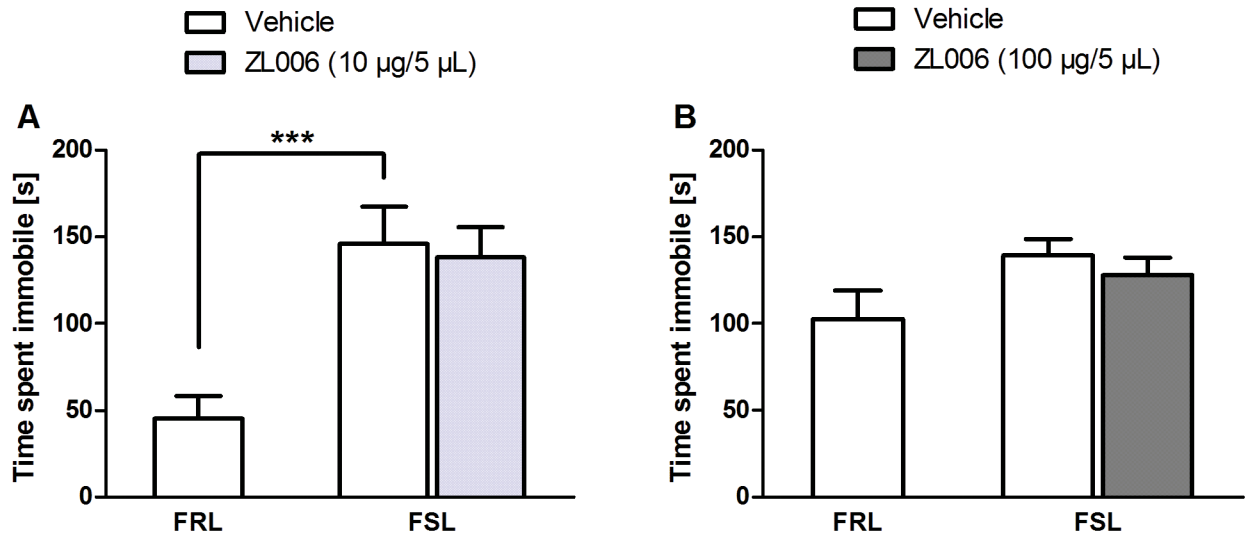 Vehicle
ZL006 (10 µg/5 µL)
A
***
Time spent immobile [s]
200
150
100
50
0
FRL
FSL
Vehicle
ZL006 (100 µg/5 µL)
B
Time spent immobile [s]
200
150
100
50
0
FRL
FSL